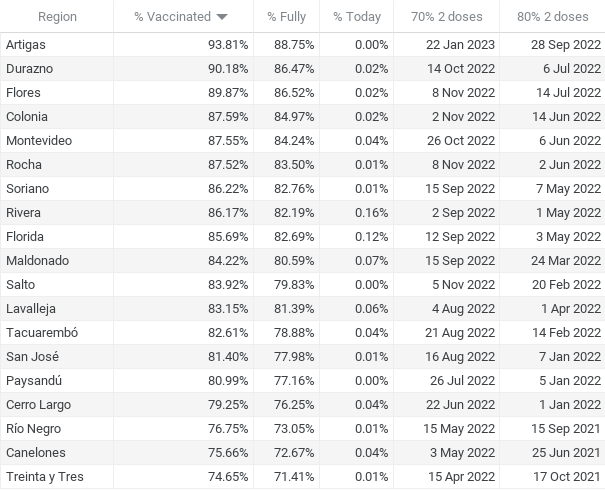 Region % Vaccinated % Fully % Today 70% 2 doses 80% 2 doses
Artigas 93.81% 88.75% 0.00% 22 Jan 2023 28 Sep 2022
Durazno 90.18% 86.47% 0.02% 14 Oct 2022 6 Jul 2022
Flores 89.87% 86.52% 0.02% 8 Nov 2022 14 Jul 2022
Colonia 87.59% 84.97% 0.02% 2 Nov 2022 14 Jun 2022
Montevideo 87.55% 84.24% 0.04% 26 Oct 2022 6 Jun 2022
Rocha 87.52% 83.50% 0.01% 8 Nov 2022 2 Jun 2022
Soriano 86.22% 82.76% 0.01% 15 Sep 2022 7 May 2022
Rivera 86.17% 82.19% 0.16% 2 Sep 2022 1 May 2022
Florida 85.69% 82.69% 0.12% 12 Sep 2022 3 May 2022
Maldonado 84.22% 80.59% 0.07% 15 Sep 2022 24 Mar 2022
Salto 83.92% 79.83% 0.00% 5 Nov 2022 20 Feb 2022
Lavalleja 83.15% 81.39% 0.06% 4 Aug 2022 1 Apr 2022
Tacuarembó 82.61% 78.88% 0.04% 21 Aug 2022 14 Feb 2022
San José 81.40% 77.98% 0.01% 16 Aug 2022 7 Jan 2022
Paysandú 80.99% 77.16% 0.00% 26 Jul 2022 5 Jan 2022
Cerro Largo 79.25% 76.25% 0.04% 22 Jun 2022 1 Jan 2022
Río Negro 76.75% 73.05% 0.01% 15 May 2022 15 Sep 2021
Canelones 75.66% 72.67% 0.04% 3 May 2022 25 Jun 2021
Treinta y Tres 74.65% 71.41% 0.01% 15 Apr 2022 17 Oct 2021